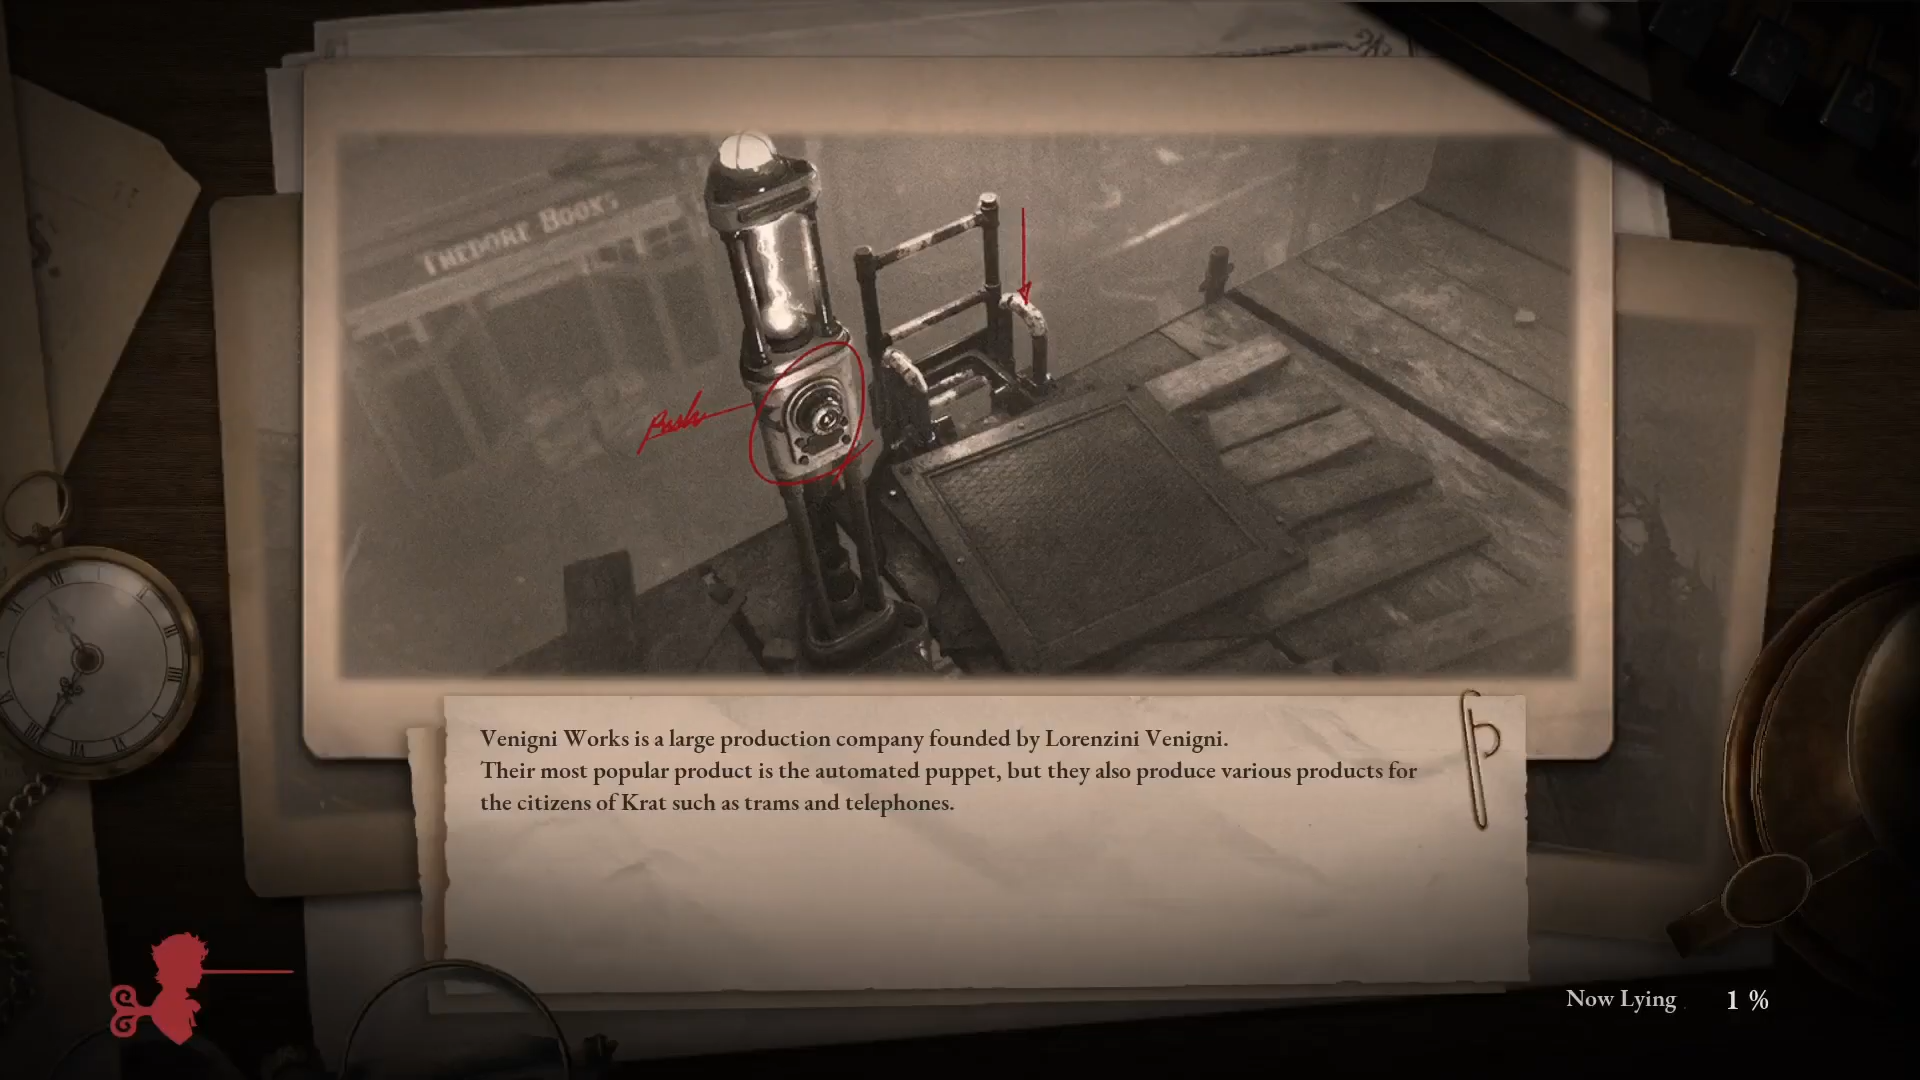 THEDORE BOOKS
Push
Venigni Works is a large production company founded by Lorenzini Venigni.
Their most popular product is the automated puppet, but they also produce various products for
the citizens of Krat such as trams and telephones.
Now Lying
1 %